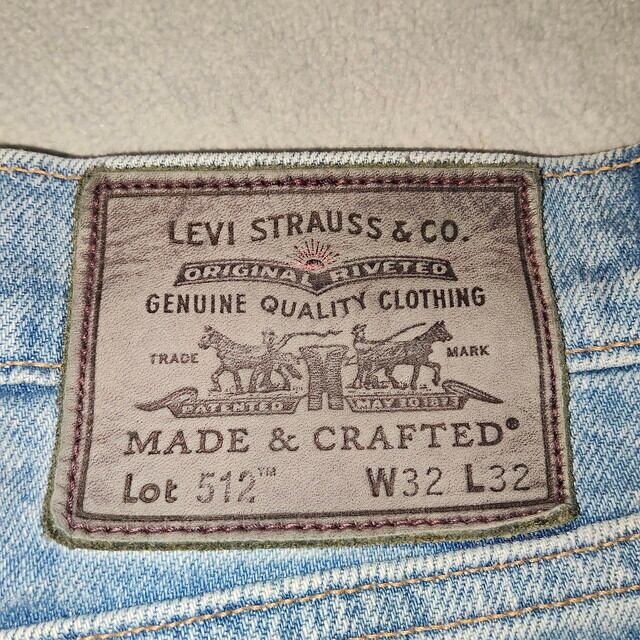 LEVI STRAUSS & CO.
ORIGINAL RIVETED
GENUINE QUALITY CLOTHING
TRADE MARK
PATENTED MAY 20 1873
MADE & CRAFTED®
Lot 512™ W32 L32